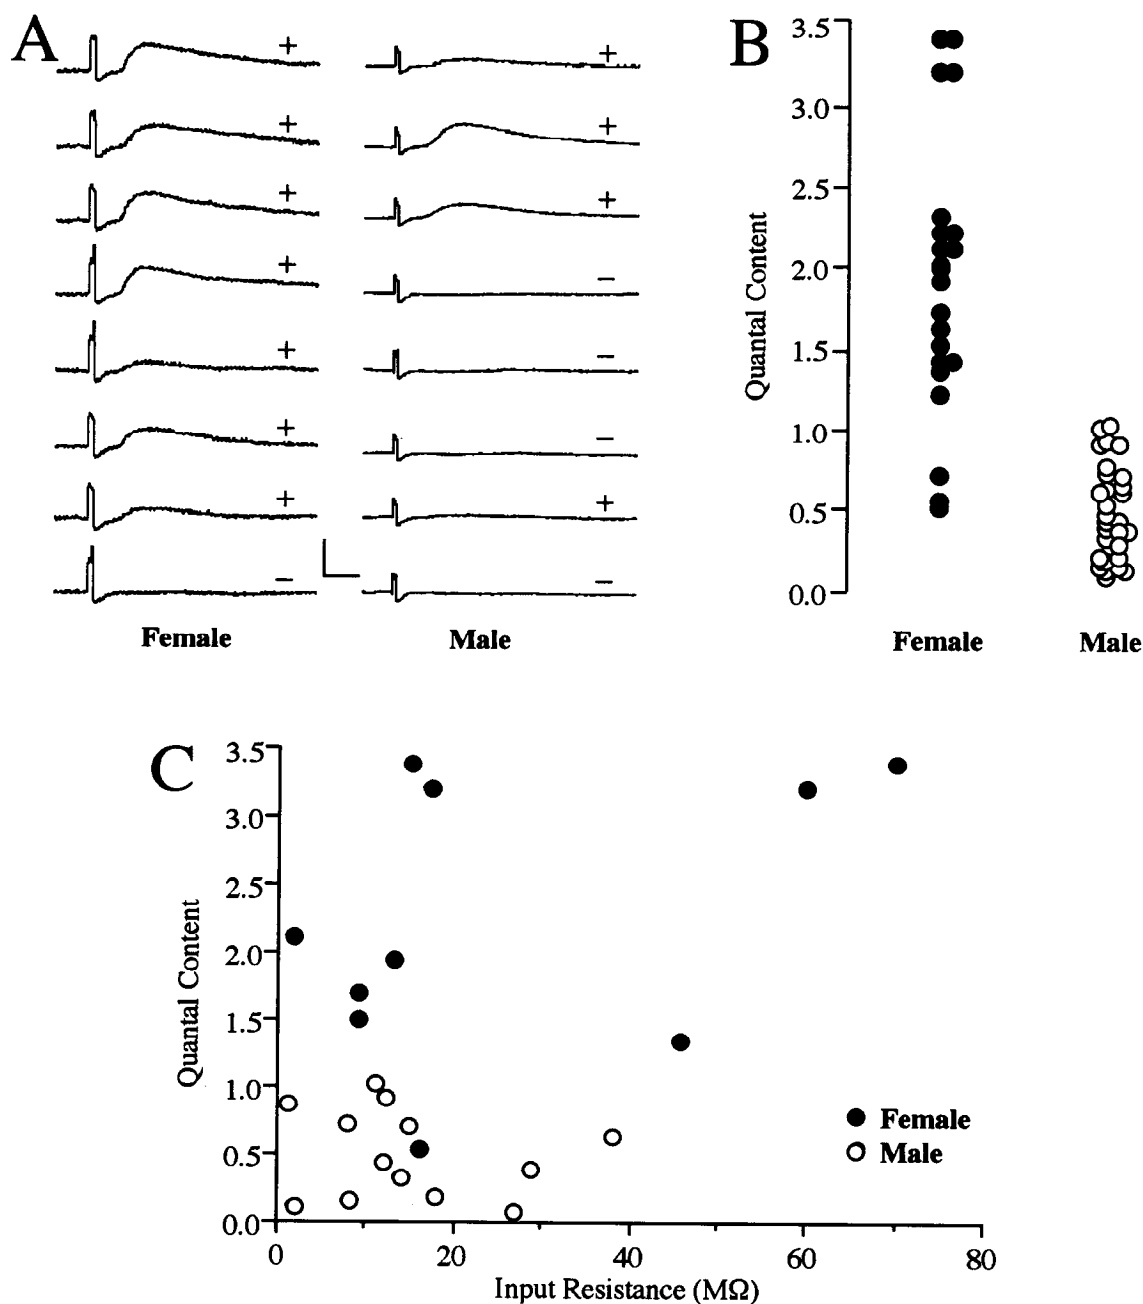 A
+ +
+ +
+ +
+ −
+ −
+ −
+ +
− −
Female Male
B
3.5
3.0
2.5
2.0
1.5
1.0
0.5
0.0
Quantal Content
Female Male
C
3.5
3.0
2.5
2.0
1.5
1.0
0.5
0.0
Quantal Content
Female
Male
0 20 40 60 80
Input Resistance (MΩ)